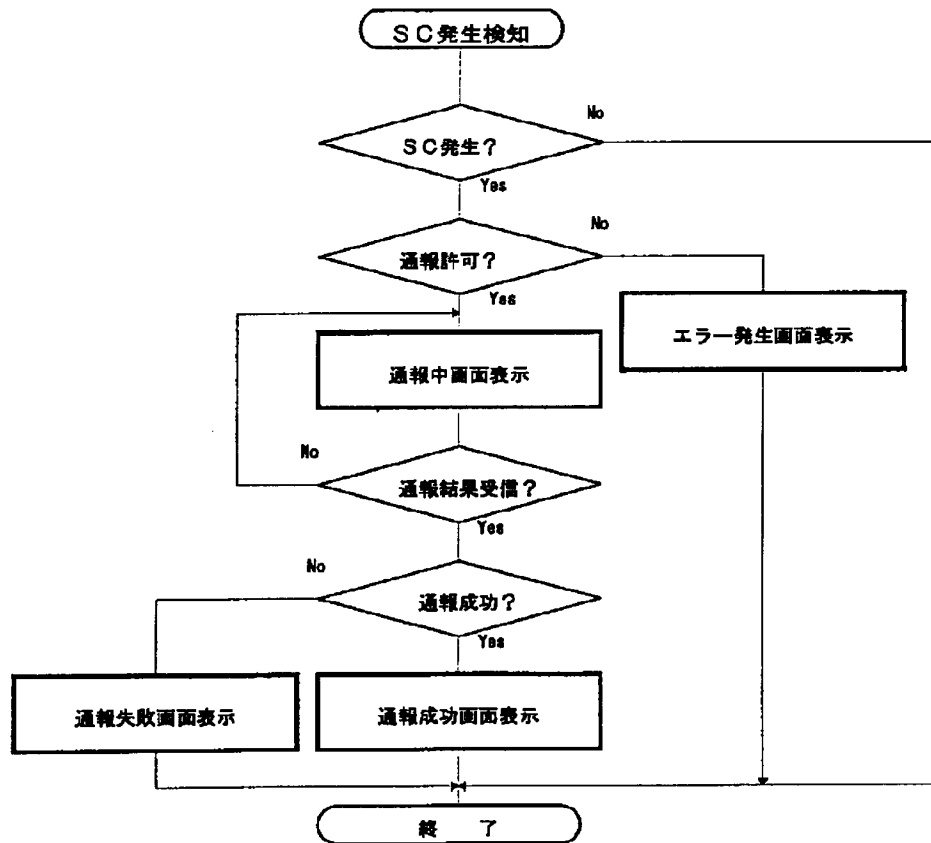 ＳＣ発生検知
No
ＳＣ発生？
Yes
No
通報許可？
Yes
エラー発生画面表示
通報中画面表示
No
通報結果受信？
Yes
No
通報成功？
Yes
通報失敗画面表示
通報成功画面表示
終　了